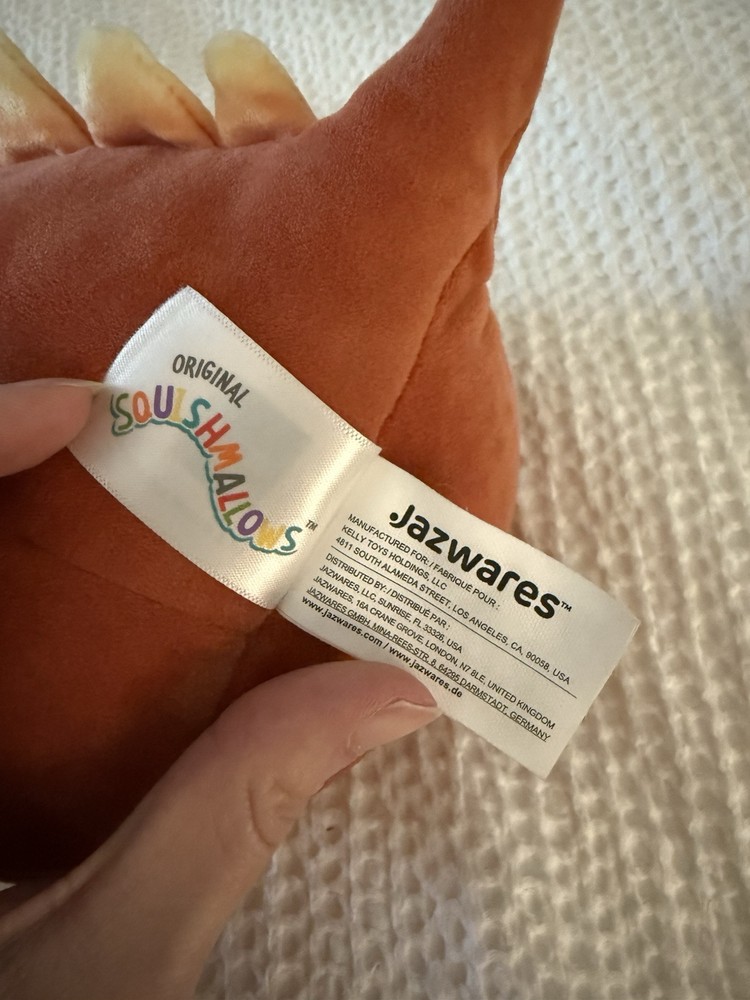 ORIGINAL
SQUISHMALLOWS™
Jazwares™
MANUFACTURED FOR: / FABRIQUÉ POUR :
KELLY TOYS HOLDINGS, LLC
4811 SOUTH ALAMEDA STREET, LOS ANGELES, CA, 90058, USA
DISTRIBUTED BY: / DISTRIBUÉ PAR :
JAZWARES, LLC, SUNRISE, FL 33326, USA
JAZWARES, 16A CRANE GROVE, LONDON, N7 8LE, UNITED KINGDOM
JAZWARES GMBH, MINA-REES-STR. 8, 64295 DARMSTADT, GERMANY
www.jazwares.com / www.jazwares.de